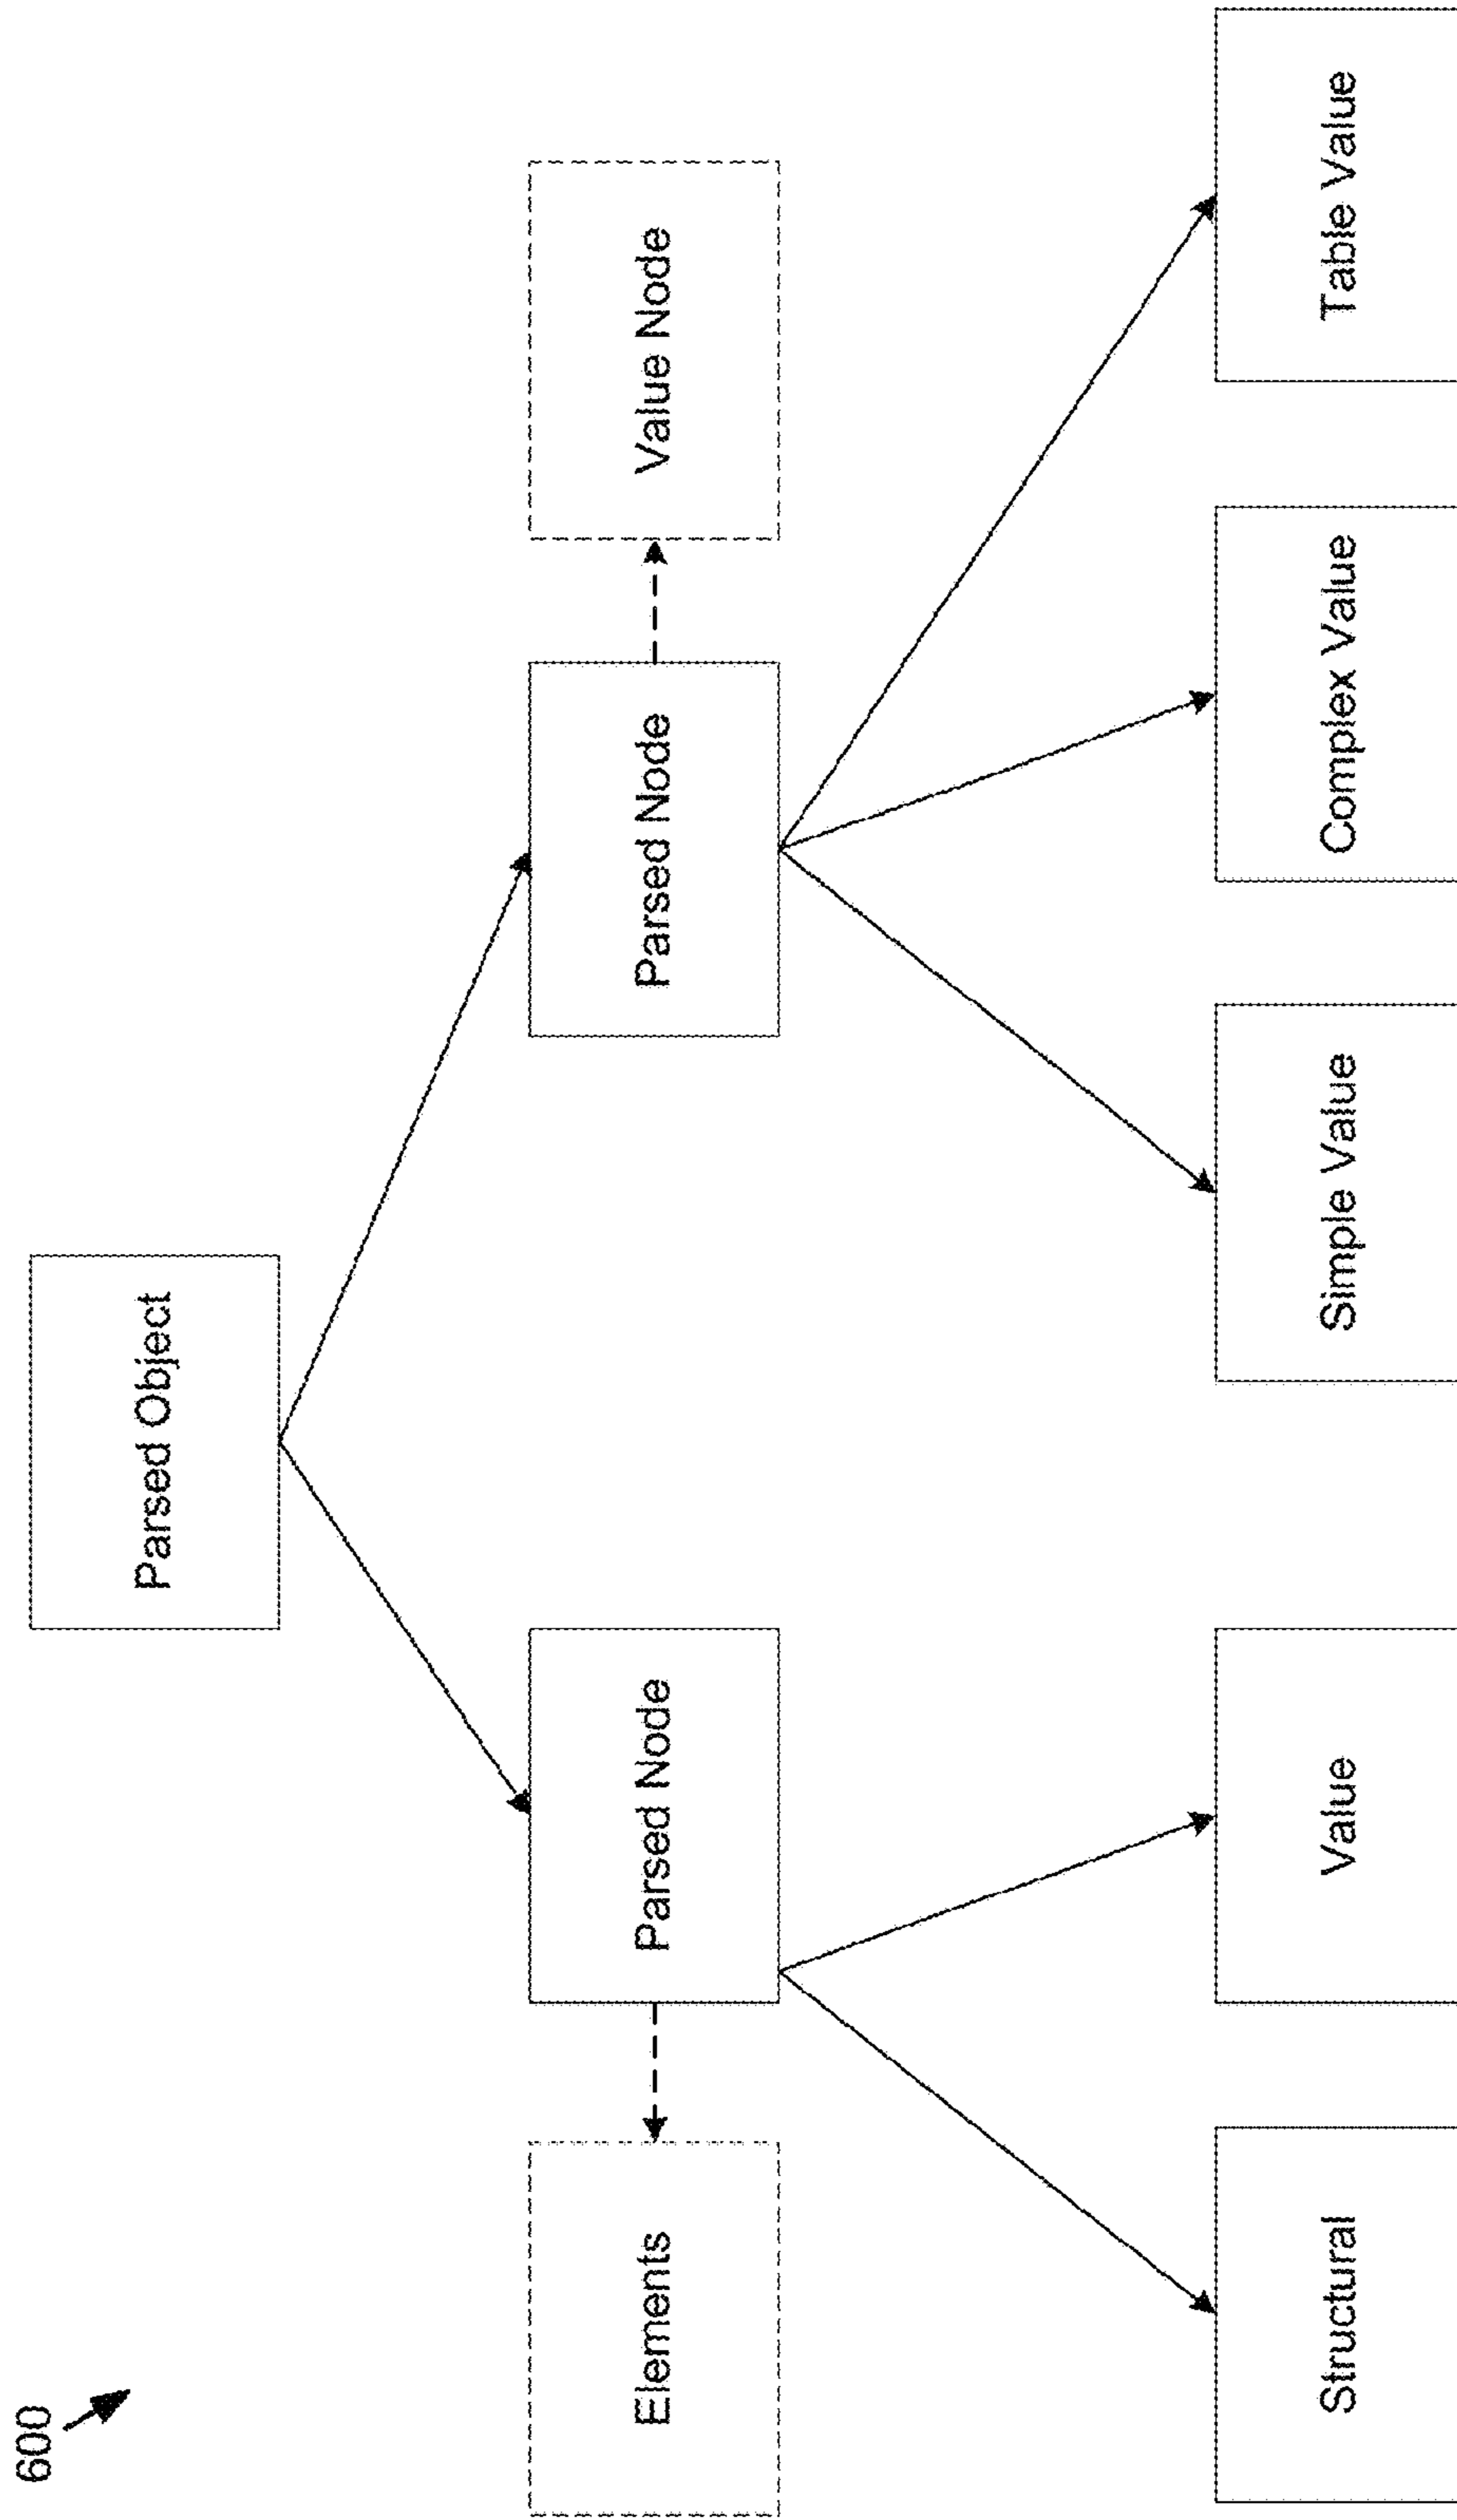 600
Parsed Object
Elements
Parsed Node
Parsed Node
Value Node
Structural
Value
Simple Value
Complex Value
Table Value